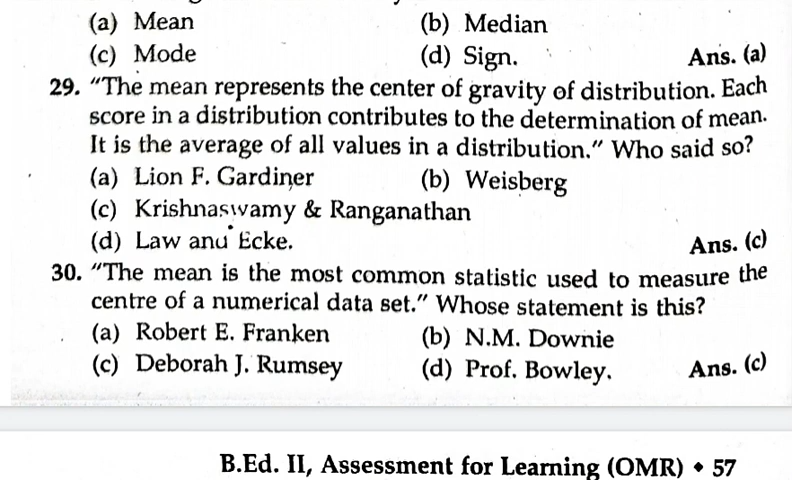 (a) Mean (b) Median
(c) Mode (d) Sign. Ans. (a)
29. "The mean represents the center of gravity of distribution. Each
score in a distribution contributes to the determination of mean.
It is the average of all values in a distribution." Who said so?
(a) Lion F. Gardiner (b) Weisberg
(c) Krishnaswamy & Ranganathan
(d) Law and Ecke. Ans. (c)
30. "The mean is the most common statistic used to measure the
centre of a numerical data set." Whose statement is this?
(a) Robert E. Franken (b) N.M. Downie
(c) Deborah J. Rumsey (d) Prof. Bowley. Ans. (c)
B.Ed. II, Assessment for Learning (OMR) • 57